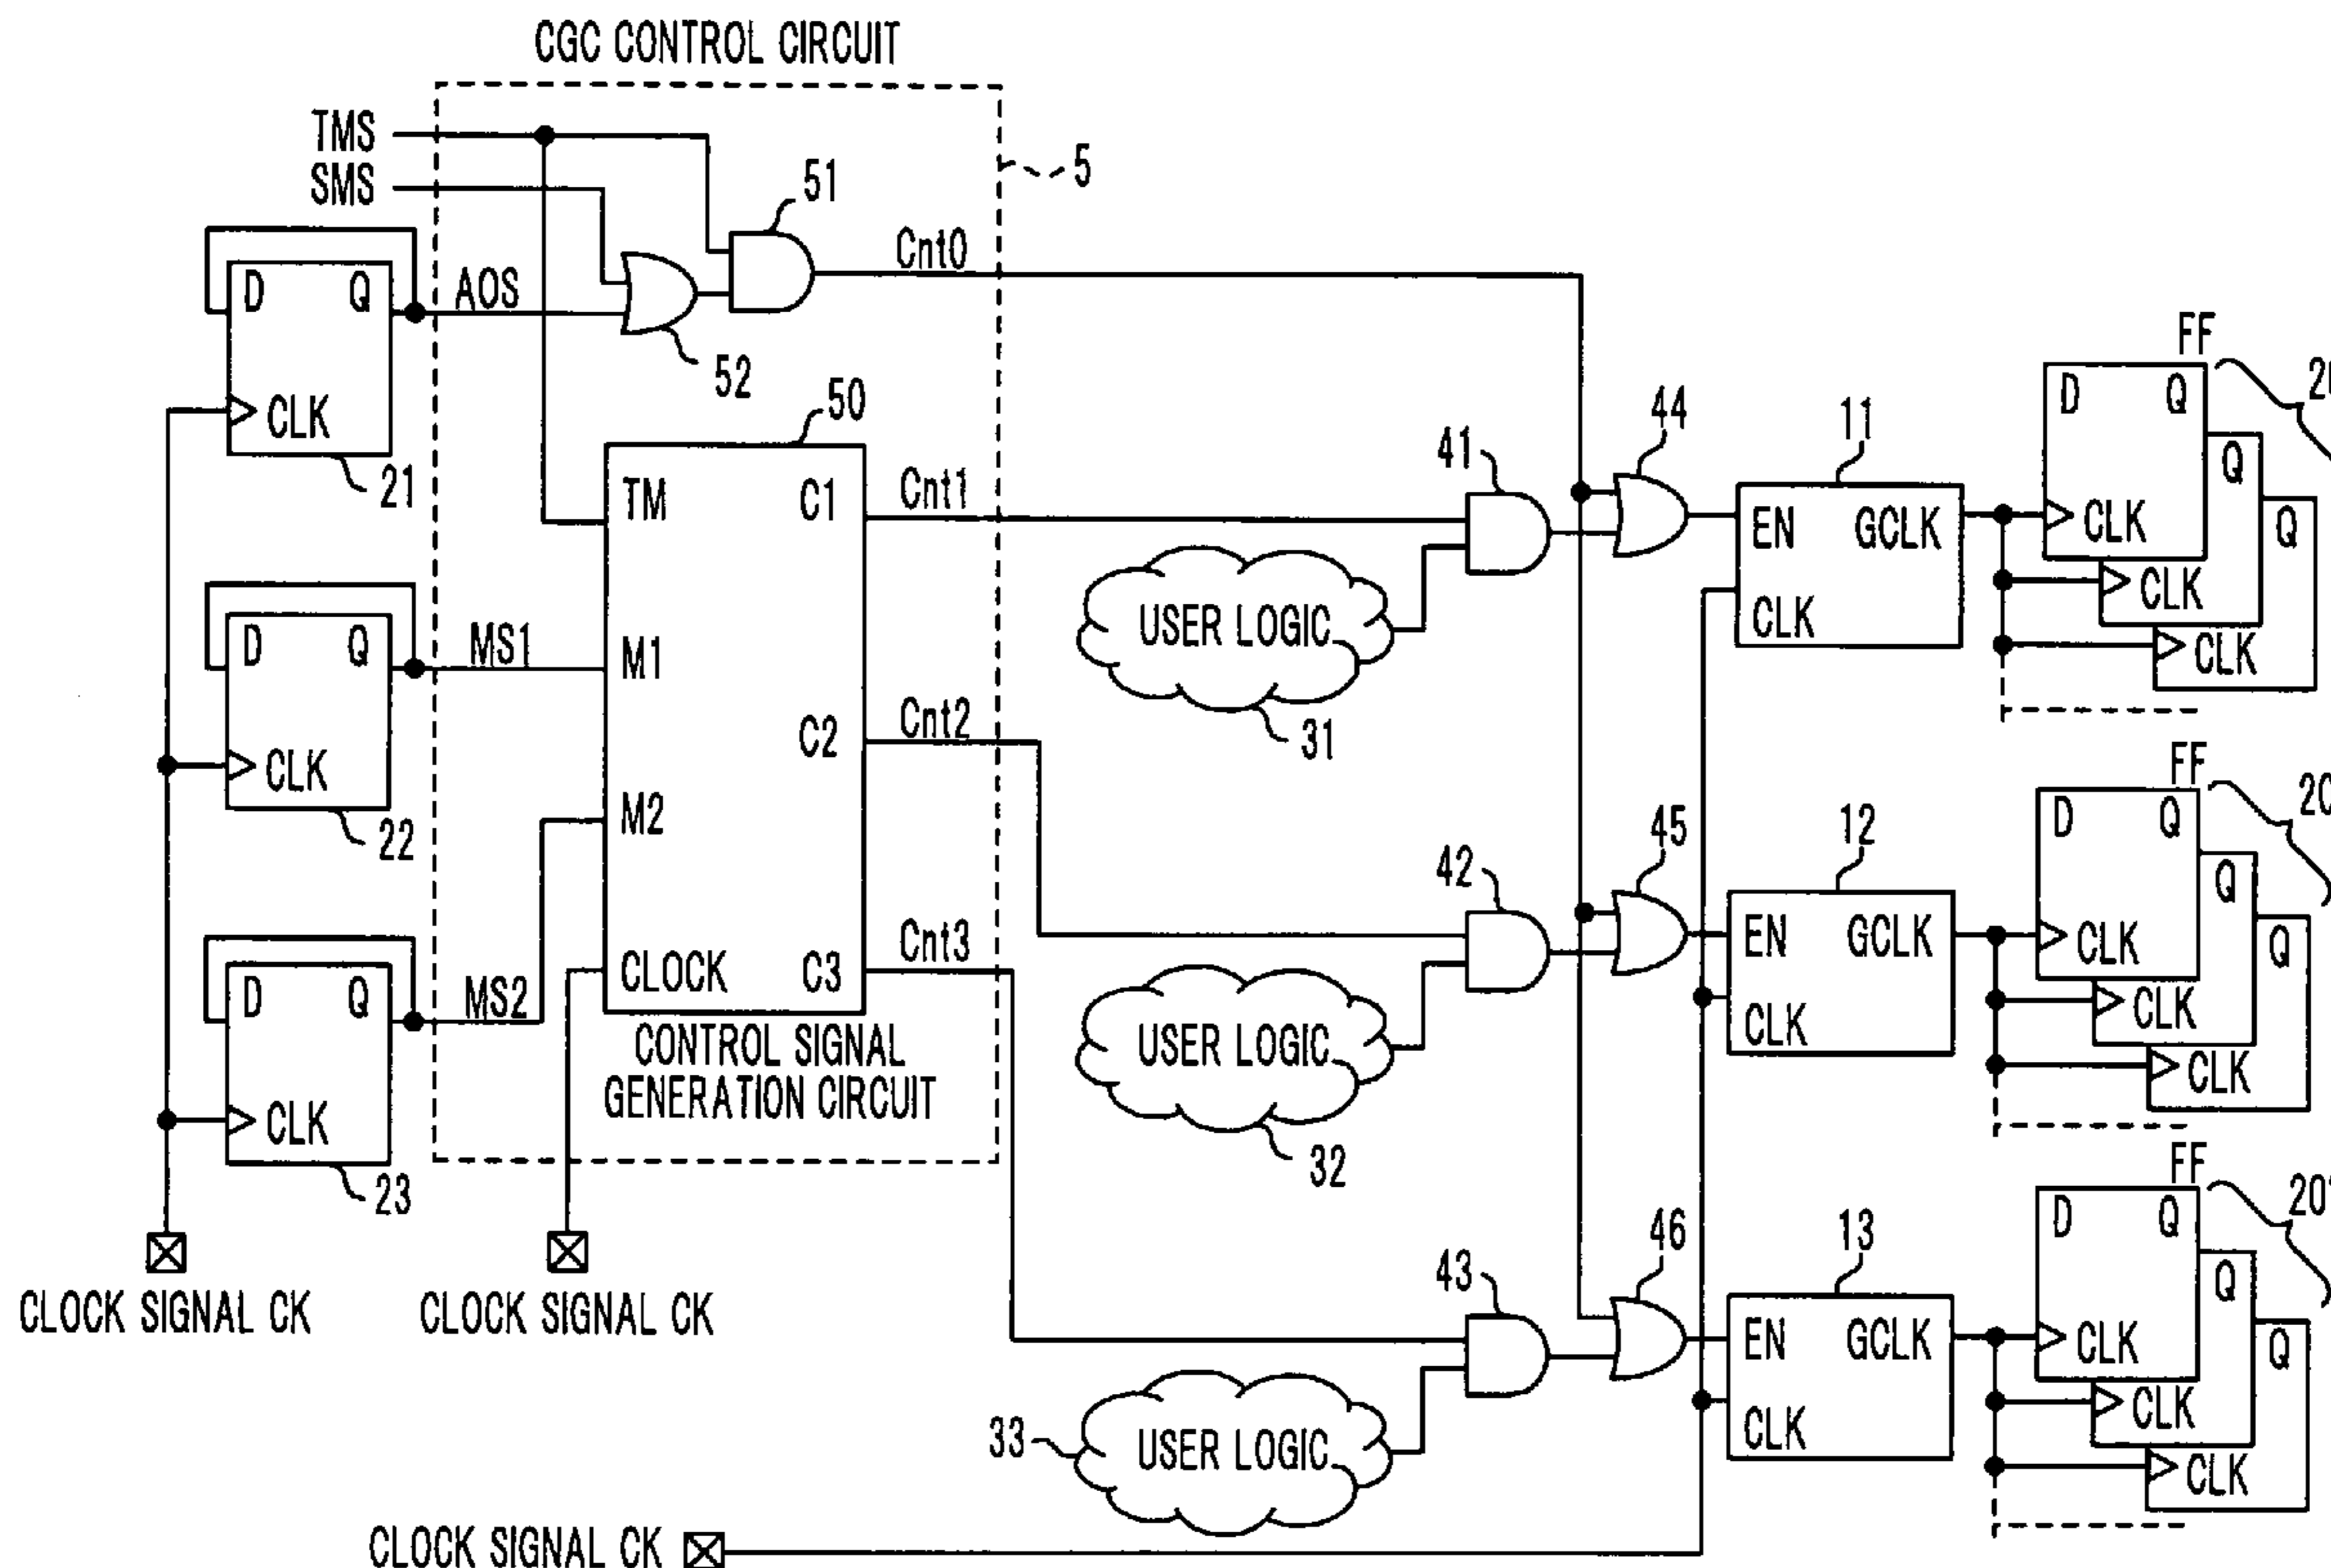 CGC CONTROL CIRCUIT
TMS
SMS
5
51
Cnt0
D Q
AOS
CLK
21
52
50
TM C1
Cnt1
D Q
MS1
M1
CLK
22
C2
Cnt2
M2
D Q
MS2
CLOCK C3
Cnt3
CLK
23
CONTROL SIGNAL
GENERATION CIRCUIT
CLOCK SIGNAL CK
CLOCK SIGNAL CK
41
44
11
USER LOGIC
31
EN GCLK
CLK
FF
D Q
Q
Q
CLK
CLK
CLK
42
45
12
USER LOGIC
32
EN GCLK
CLK
FF
D Q
Q
Q
CLK
CLK
CLK
43
46
13
33
USER LOGIC
EN GCLK
CLK
FF
D Q
Q
Q
CLK
CLK
CLK
CLOCK SIGNAL CK